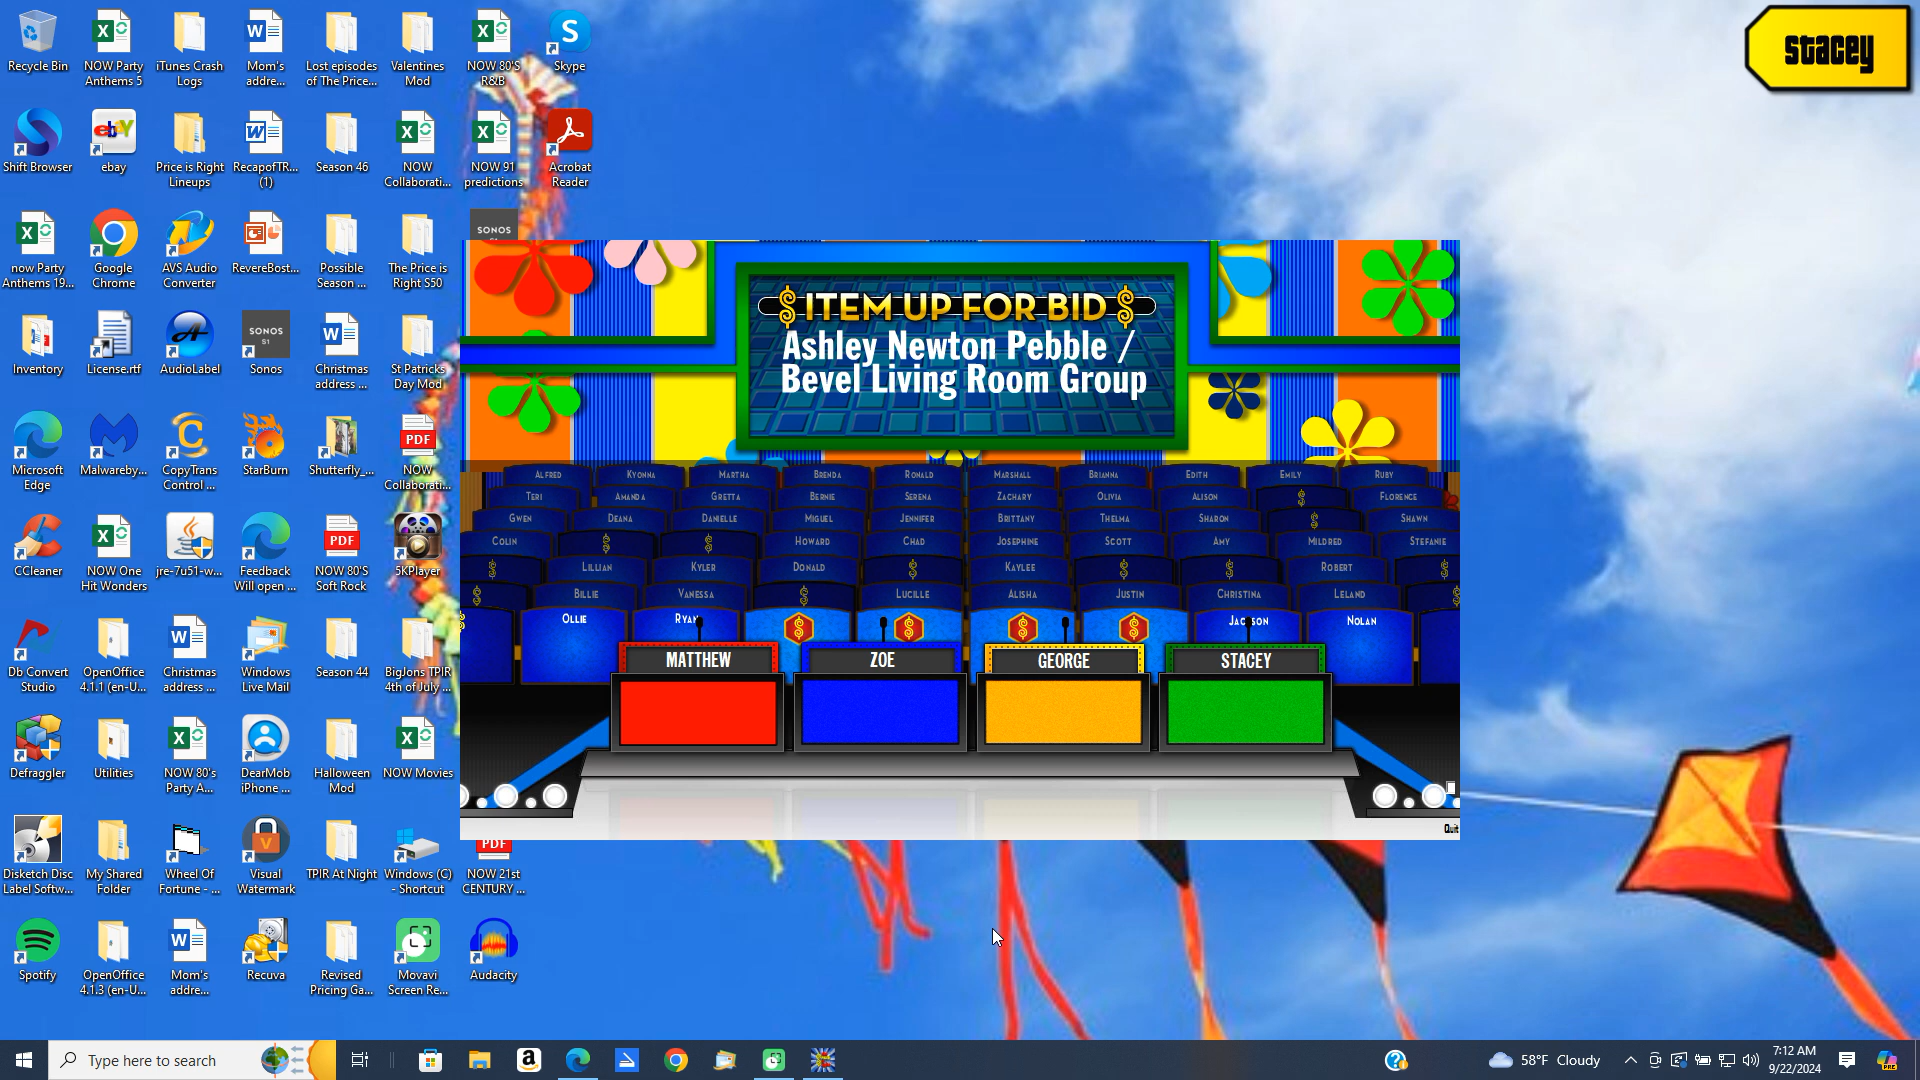 Recycle Bin
NOW Party
Anthems 5
iTunes Crash
Logs
Mom's
addre...
Lost episodes
of The Price...
Valentines
Mod
NOW 80'S
R&B
Skype
stacey
Shift Browser
ebay
Price is Right
Lineups
RecapofTR...
(1)
Season 46
NOW
Collaborati...
NOW 91
predictions
Acrobat
Reader
now Party
Anthems 19...
Google
Chrome
AVS Audio
Converter
RevereBost...
Possible
Season ...
The Price is
Right S50
SONOS
Inventory
License.rtf
AudioLabel
SONOS
S1
Sonos
Christmas
address ...
St Patricks
Day Mod
Microsoft
Edge
Malwareby...
CopyTrans
Control ...
StarBurn
Shutterfly_...
PDF
NOW
Collaborati...
CCleaner
NOW One
Hit Wonders
jre-7u51-w...
Feedback
Will open ...
PDF
NOW 80'S
Soft Rock
5KPlayer
Db Convert
Studio
OpenOffice
4.1.1 (en-U...
Christmas
address ...
Windows
Live Mail
Season 44
BigJons TPIR
4th of July ...
Defraggler
Utilities
NOW 80's
Party A...
DearMob
iPhone ...
Halloween
Mod
NOW Movies
Disketch Disc
Label Softw...
My Shared
Folder
Wheel Of
Fortune - ...
Visual
Watermark
TPIR At Night
Windows (C)
- Shortcut
PDF
NOW 21st
CENTURY ...
Spotify
OpenOffice
4.1.3 (en-U...
Mom's
addre...
Recuva
Revised
Pricing Ga...
Movavi
Screen Re...
Audacity
$ITEM UP FOR BID$
Ashley Newton Pebble /
Bevel Living Room Group
ALFRED KYONNA MARTHA BRENDA RONALD MARSHALL BRIANNA EDITH EMILY RUBY
TERI AMANDA GRETTA BERNIE SERENA ZACHARY OLIVIA ALISON $ FLORENCE
GWEN DEANA DANIELLE MIGUEL JENNIFER BRITTANY THELMA SHARON $ SHAWN
COLIN $ $ HOWARD CHAD JOSEPHINE SCOTT AMY MILDRED STEFANIE
$ LILLIAN KYLER DONALD $ KAYLEE $ $ ROBERT $
$ BILLIE VANESSA $ LUCILLE ALISHA JUSTIN CHRISTINA LELAND $
$ OLLIE RYAN $ $ $ $ JACKSON NOLAN
MATTHEW ZOE GEORGE STACEY
Quit
Type here to search
58°F Cloudy
7:12 AM
9/22/2024